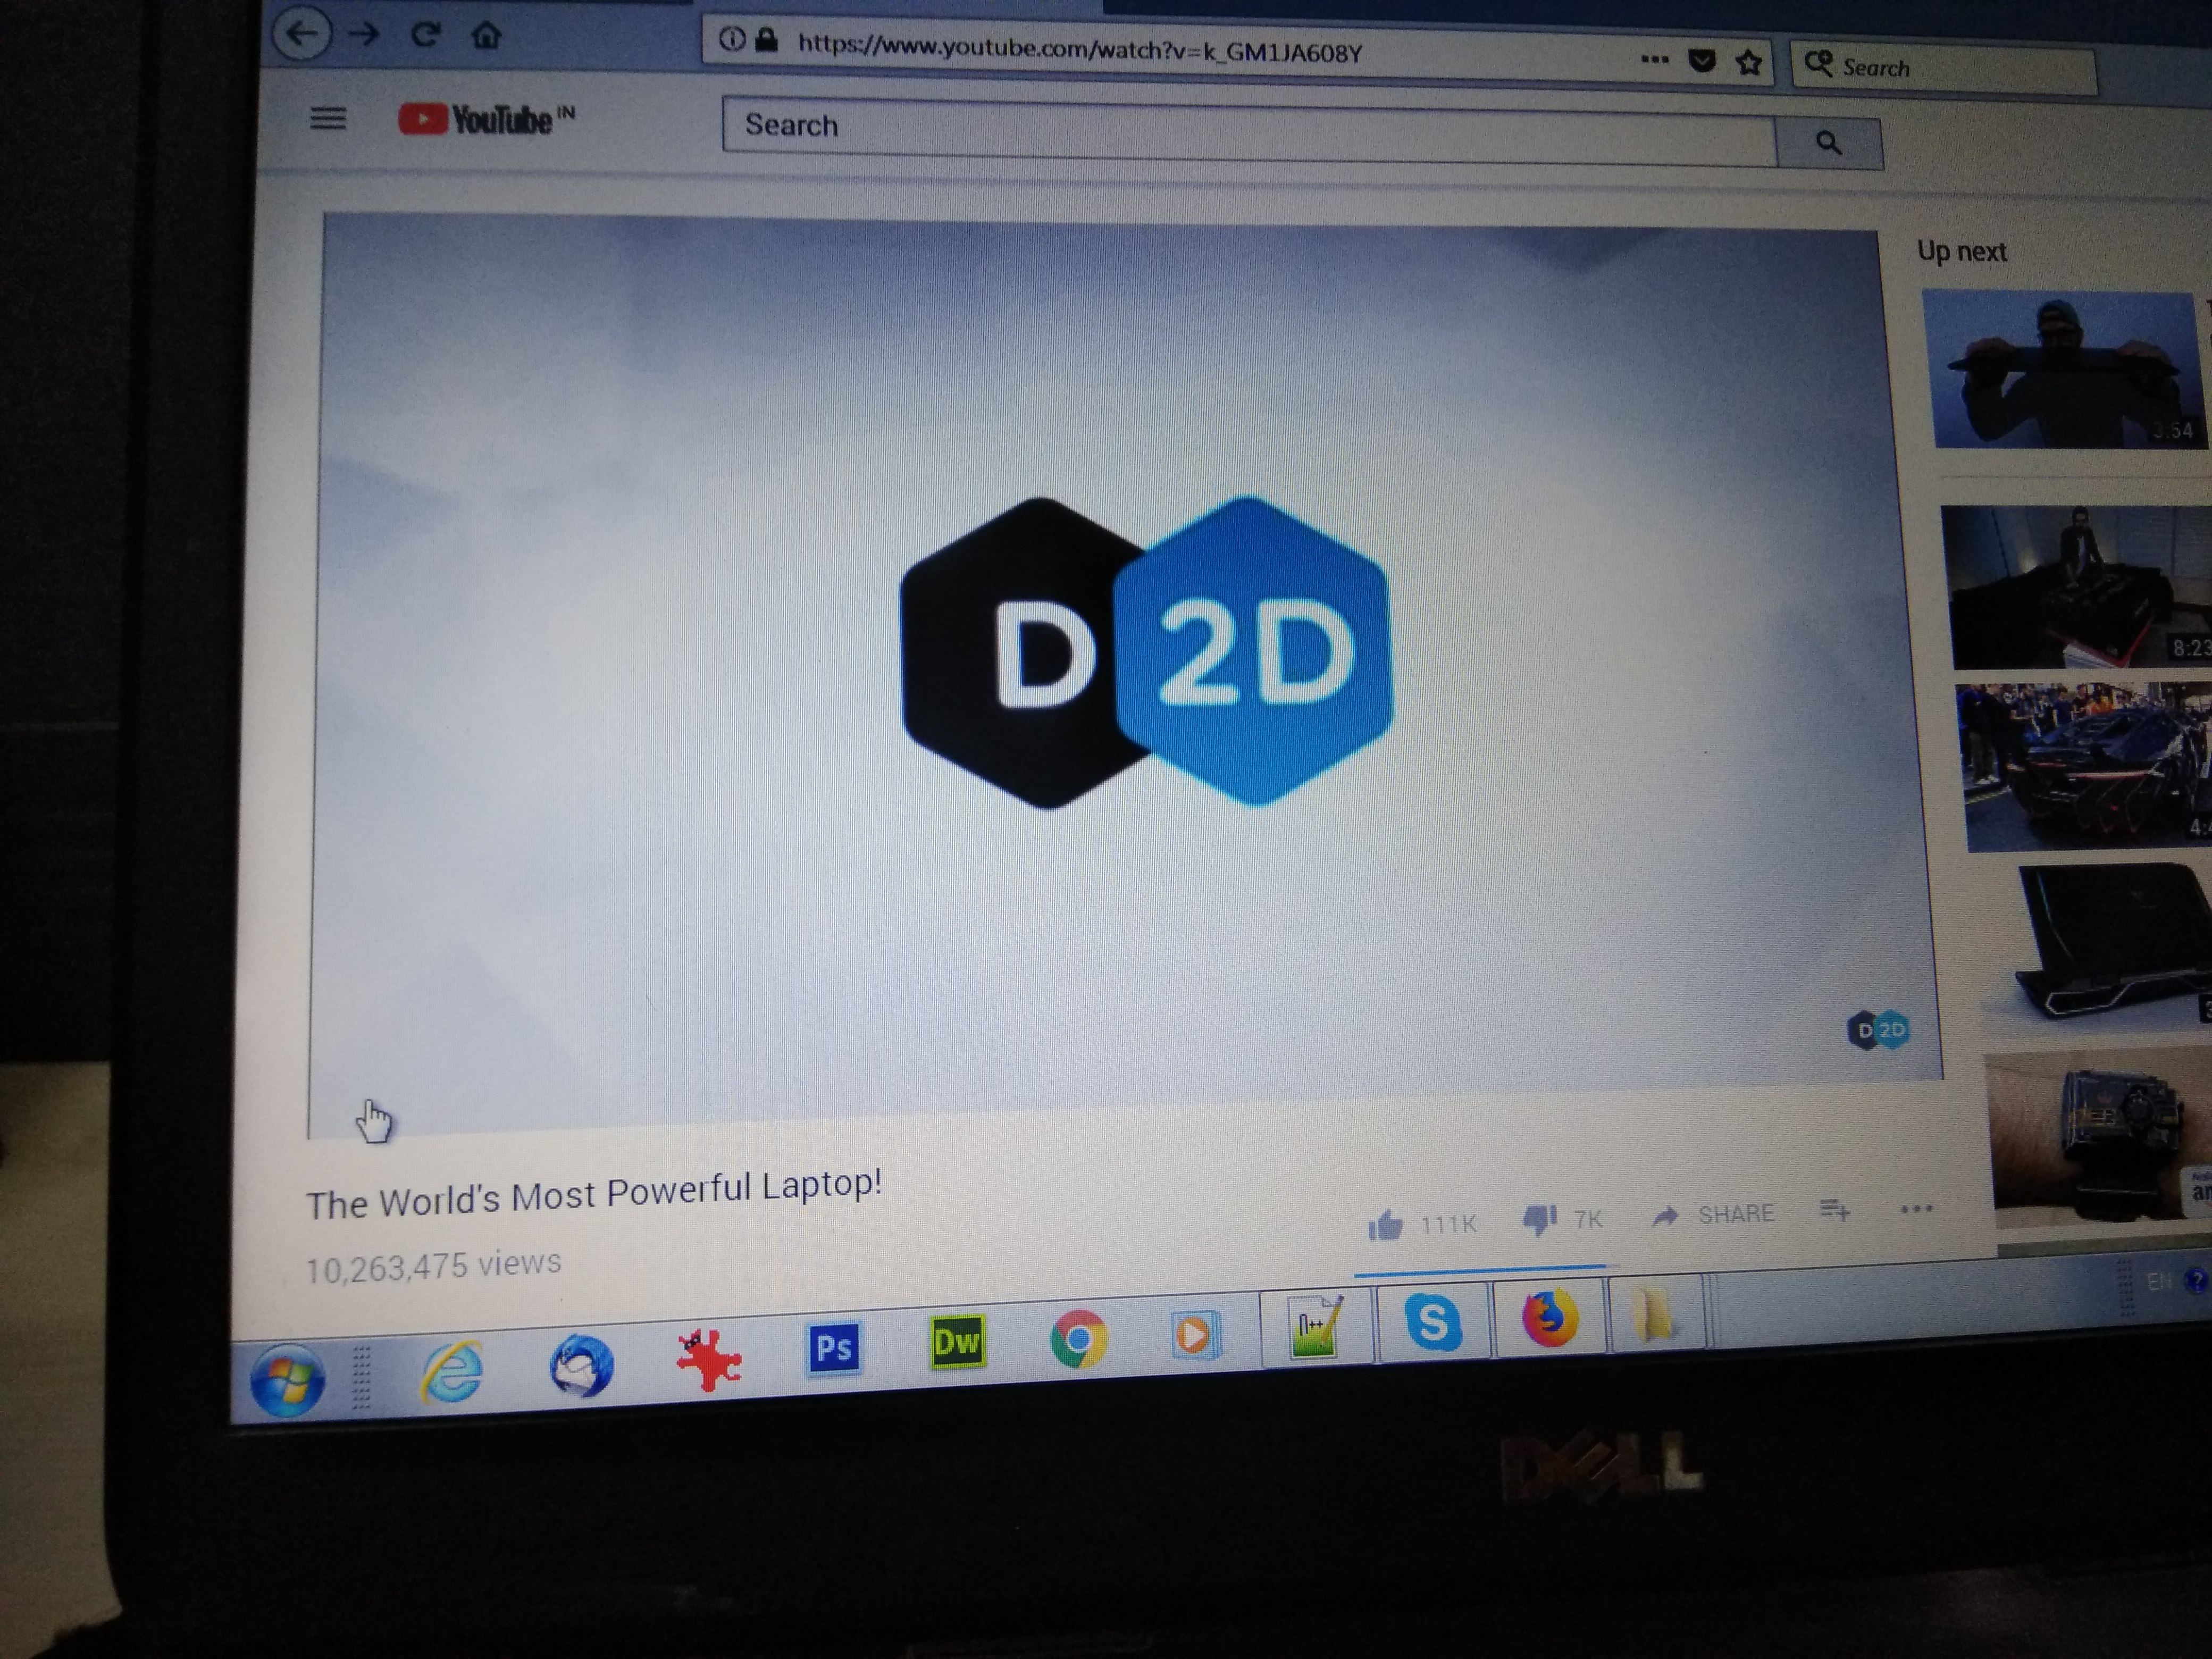 https://www.youtube.com/watch?v=k_GM1JA608Y
Search
YouTube IN
Search
Up next
3:54
D 2D
8:23
D 2D
The World's Most Powerful Laptop!
111K
7K
SHARE
10,263,475 views
EN
Ps
Dw
n++
S
DELL